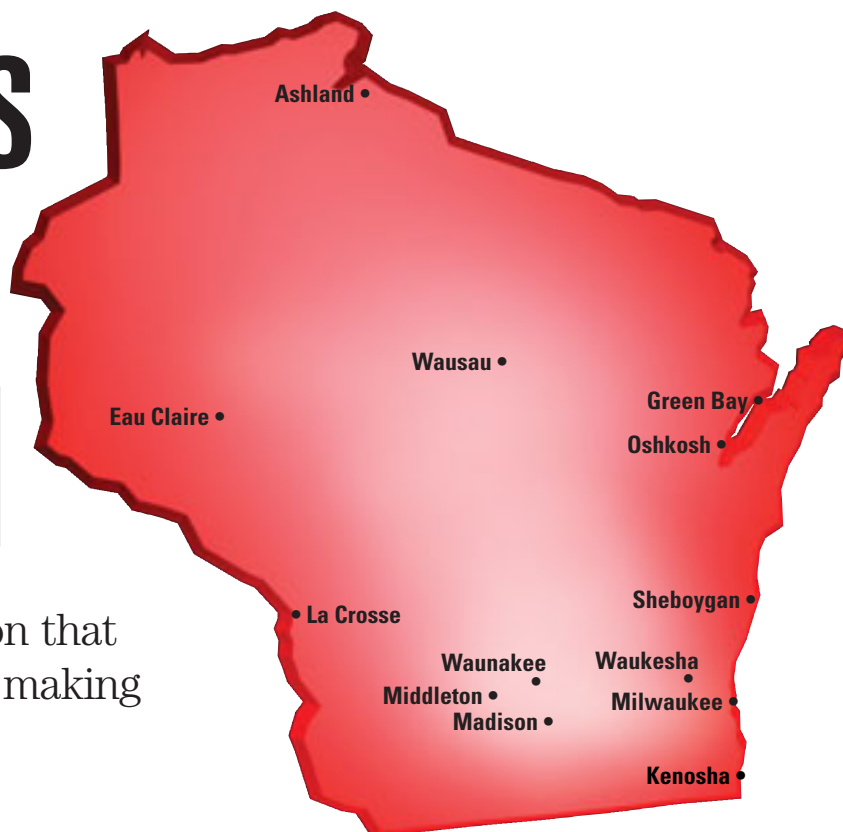 S
Ashland
Wausau
Green Bay
Eau Claire
Oshkosh
Sheboygan
on that
La Crosse
making
Waunakee
Waukesha
Middleton
Milwaukee
Madison
Kenosha